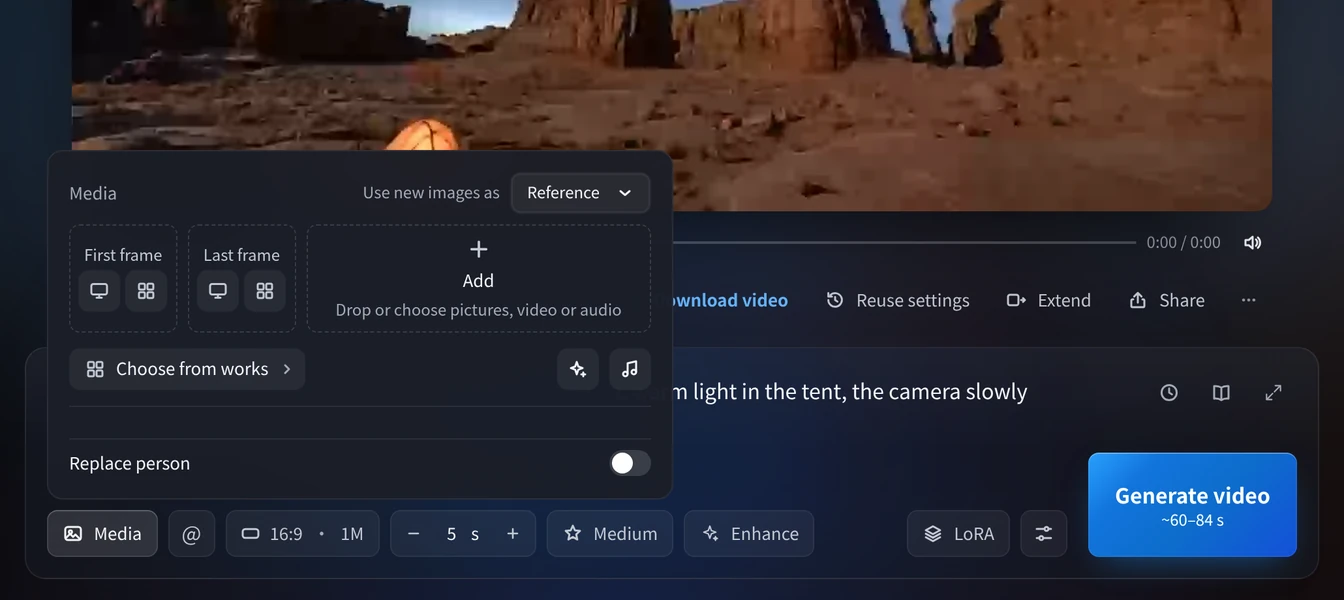 Media
Use new images as
Reference
First frame
Last frame
Add
Drop or choose pictures, video or audio
0:00 / 0:00
video
Reuse settings
Extend
Share
Choose from works
light in the tent, the camera slowly
Replace person
Generate video
~60–84 s
Media
@
16:9 • 1M
− 5 s +
Medium
Enhance
LoRA